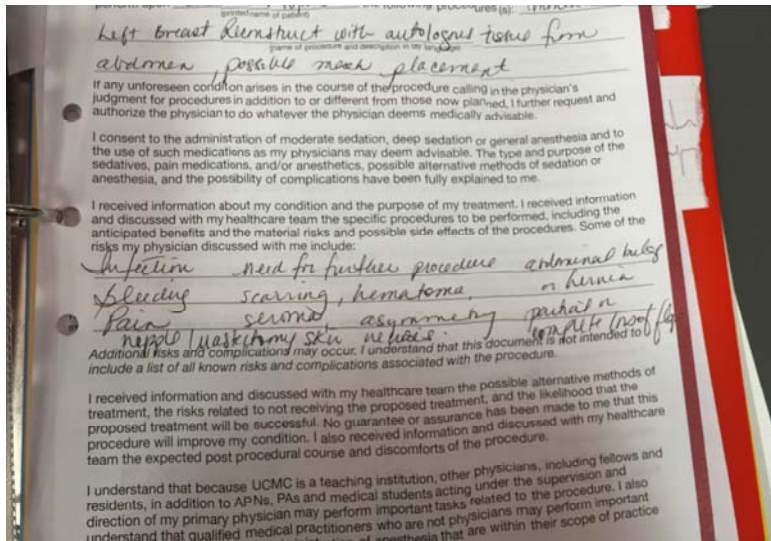 (printed name of patient)
Left Breast Reconstruct with autologous tissue from
(name of procedure and description in lay language)
abdomen, possible mesh placement
If any unforeseen condition arises in the course of the procedure calling in the physician's
judgment for procedures in addition to or different from those now planned, I further request and
authorize the physician to do whatever the physician deems medically advisable.
I consent to the administration of moderate sedation, deep sedation or general anesthesia and to
the use of such medications as my physicians may deem advisable. The type and purpose of the
sedatives, pain medications, and/or anesthetics, possible alternative methods of sedation or
anesthesia, and the possibility of complications have been fully explained to me.
I received information about my condition and the purpose of my treatment. I received information
and discussed with my healthcare team the specific procedures to be performed, including the
anticipated benefits and the material risks and possible side effects of the procedures. Some of the
risks my physician discussed with me include:
Infection need for further procedure abdominal bulge
bleeding scarring, hematoma or hernia
Pain seroma, asymmetry partial or
nipple/mastectomy skin necrosis. complete loss of flap
Additional risks and complications may occur. I understand that this document is not intended to
include a list of all known risks and complications associated with the procedure.
I received information and discussed with my healthcare team the possible alternative methods of
treatment, the risks related to not receiving the proposed treatment, and the likelihood that the
proposed treatment will be successful. No guarantee or assurance has been made to me that this
procedure will improve my condition. I also received information and discussed with my healthcare
team the expected post procedural course and discomforts of the procedure.
I understand that because UCMC is a teaching institution, other physicians, including fellows and
residents, in addition to APNs, PAs and medical students acting under the supervision and
direction of my primary physician may perform important tasks related to the procedure. I also
understand that qualified medical practitioners who are not physicians may perform important
of anesthesia that are within their scope of practice